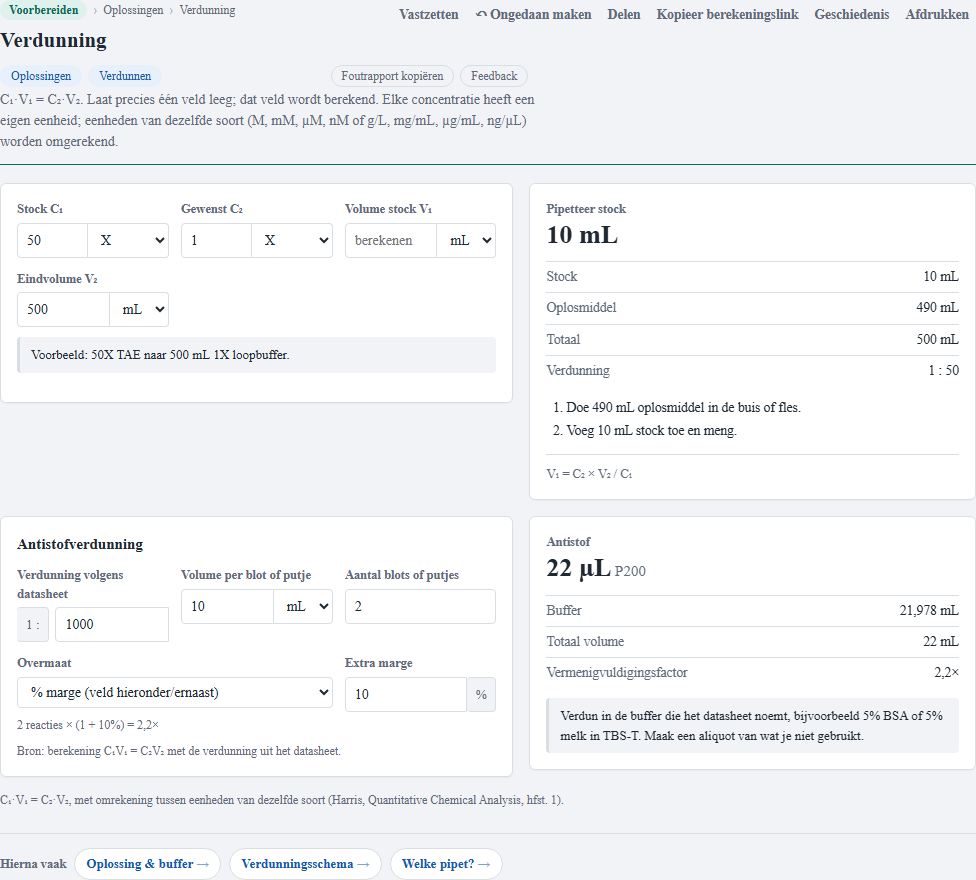 Voorbereiden › Oplossingen › Verdunning
Vastzetten ↶ Ongedaan maken Delen Kopieer berekeningslink Geschiedenis Afdrukken
Verdunning
Oplossingen Verdunnen Foutrapport kopiëren Feedback
C₁·V₁ = C₂·V₂. Laat precies één veld leeg; dat veld wordt berekend. Elke concentratie heeft een
eigen eenheid; eenheden van dezelfde soort (M, mM, µM, nM of g/L, mg/mL, µg/mL, ng/µL)
worden omgerekend.
Stock C₁ Gewenst C₂ Volume stock V₁
50 X 1 X berekenen mL
Eindvolume V₂
500 mL
Voorbeeld: 50X TAE naar 500 mL 1X loopbuffer.
Pipetteer stock
10 mL
Stock 10 mL
Oplosmiddel 490 mL
Totaal 500 mL
Verdunning 1 : 50
1. Doe 490 mL oplosmiddel in de buis of fles.
2. Voeg 10 mL stock toe en meng.
V₁ = C₂ × V₂ / C₁
Antistofverdunning
Verdunning volgens
datasheet
Volume per blot of putje Aantal blots of putjes
1 : 1000 10 mL 2
Overmaat Extra marge
% marge (veld hieronder/ernaast) 10 %
2 reacties × (1 + 10%) = 2,2×
Bron: berekening C₁V₁ = C₂V₂ met de verdunning uit het datasheet.
Antistof
22 µL P200
Buffer 21,978 mL
Totaal volume 22 mL
Vermenigvuldigingsfactor 2,2×
Verdun in de buffer die het datasheet noemt, bijvoorbeeld 5% BSA of 5%
melk in TBS-T. Maak een aliquot van wat je niet gebruikt.
C₁·V₁ = C₂·V₂, met omrekening tussen eenheden van dezelfde soort (Harris, Quantitative Chemical Analysis, hfst. 1).
Hierna vaak Oplossing & buffer → Verdunningsschema → Welke pipet? →